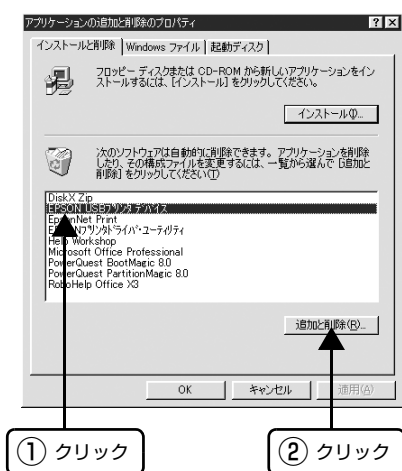 アプリケーションの追加と削除のプロパティ
インストールと削除 Windows ファイル 起動ディスク
フロッピー ディスクまたは CD-ROM から新しいアプリケーションをイン
ストールするには、[インストール] をクリックしてください。
インストール(I)...
次のソフトウェアは自動的に削除できます。アプリケーションを削除
したり、その構成ファイルを変更するには、一覧から選んで [追加と
削除] をクリックしてください(T)
DiskX Zip
EPSON USBプリンタデバイス
EpsonNet Print
EPSONプリンタドライバ・ユーティリティ
Help Workshop
Microsoft Office Professional
PowerQuest BootMagic 8.0
PowerQuest PartitionMagic 8.0
RoboHelp Office X3
追加と削除(R)...
OK キャンセル 適用(A)
① クリック ② クリック